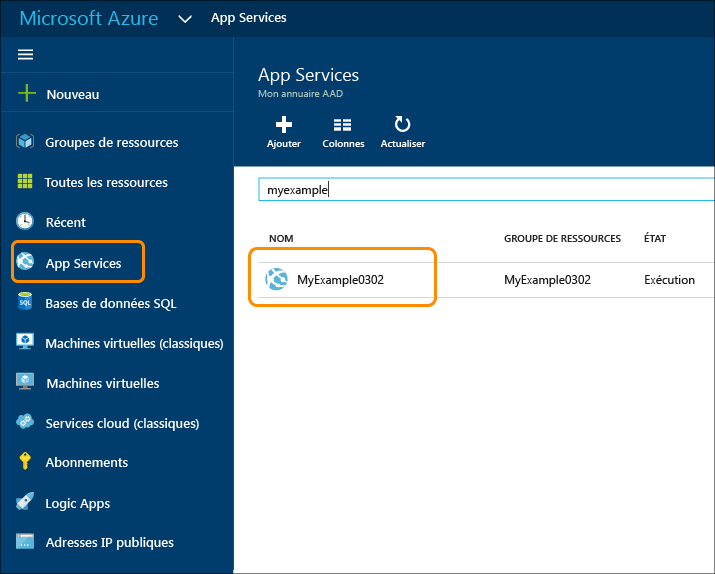 Microsoft Azure App Services
Nouveau
Groupes de ressources
Toutes les ressources
Récent
App Services
Bases de données SQL
Machines virtuelles (classiques)
Machines virtuelles
Services cloud (classiques)
Abonnements
Logic Apps
Adresses IP publiques
App Services
Mon annuaire AAD
Ajouter Colonnes Actualiser
myexample
NOM GROUPE DE RESSOURCES ÉTAT
MyExample0302 MyExample0302 Exécution
SQL